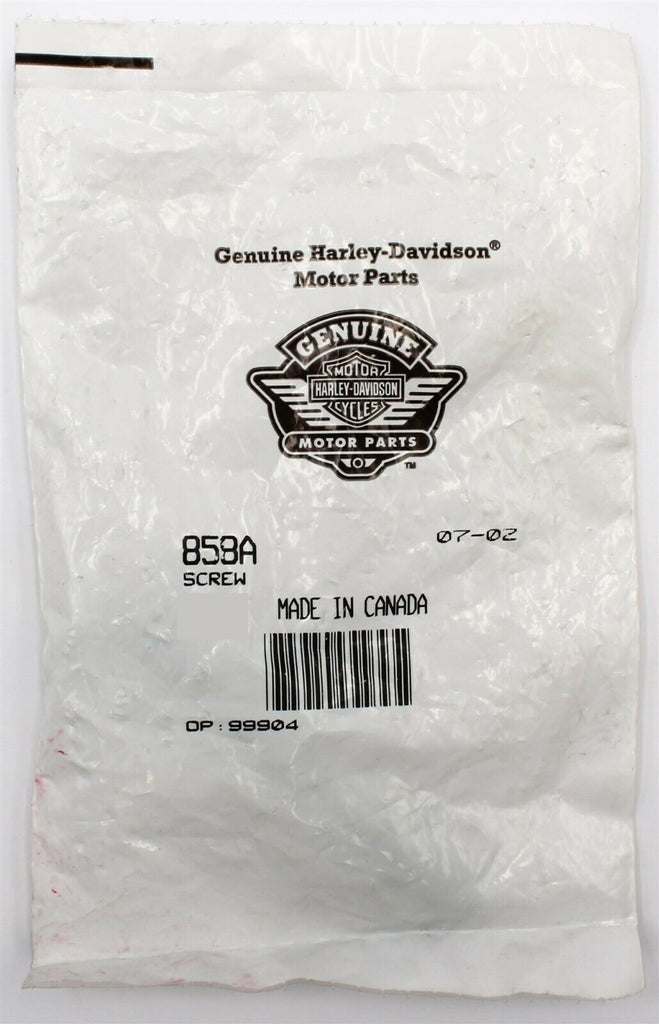 Genuine Harley-Davidson®
Motor Parts
GENUINE
MOTOR
HARLEY-DAVIDSON
CYCLES
MOTOR PARTS
TM
858A
07-02
SCREW
MADE IN CANADA
OP: 99904